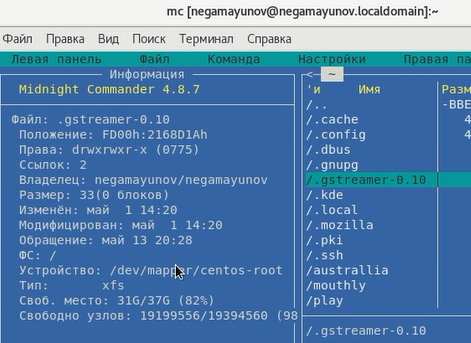 mc [negamayunov@negamayunov.localdomain]:~
Файл Правка Вид Поиск Терминал Справка
Левая панель Файл Команда Настройки Правая па
Информация
Midnight Commander 4.8.7
Файл: .gstreamer-0.10
Положение: FD00h:2168D1Ah
Права: drwxrwxr-x (0775)
Ссылок: 2
Владелец: negamayunov/negamayunov
Размер: 33(0 блоков)
Изменён: май 1 14:20
Модифицирован: май 1 14:20
Обращение: май 13 20:28
ФС: /
Устройство: /dev/mapper/centos-root
Тип: xfs
Своб. место: 31G/37G (82%)
Свободно узлов: 19199556/19394560 (98
<─ ~
'и Имя Разм
/.. -ВВЕ
/.cache 4
/.config 4
/.dbus
/.gnupg
/.gstreamer-0.10
/.kde
/.local
/.mozilla
/.pki
/.ssh
/australlia
/mouthly
/play
/.gstreamer-0.10